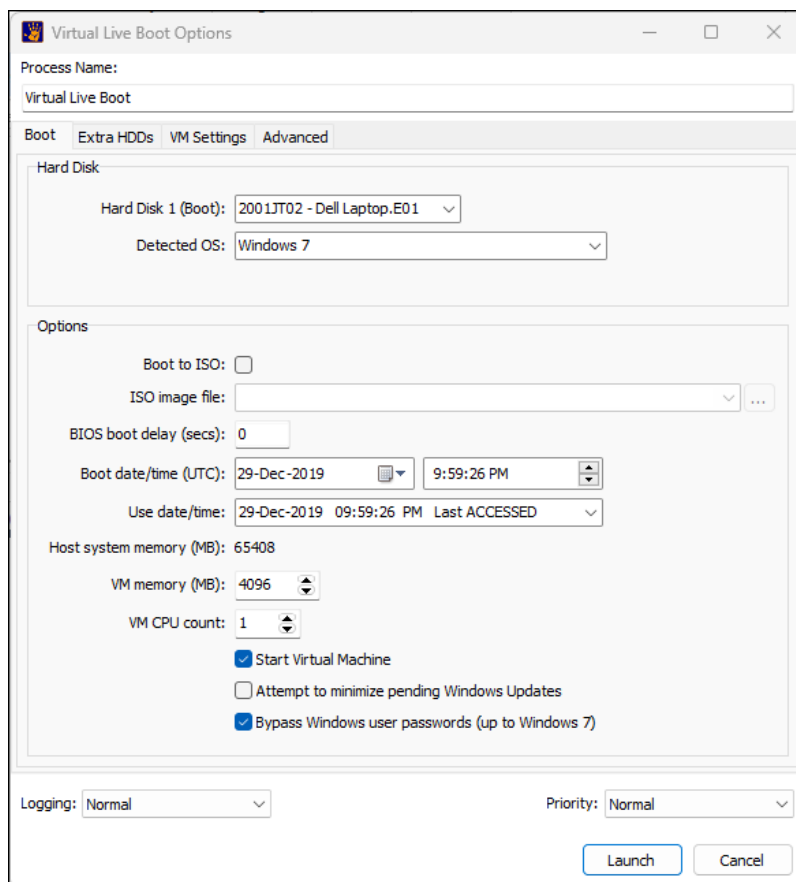 Virtual Live Boot Options
Process Name:
Virtual Live Boot
Boot Extra HDDs VM Settings Advanced
Hard Disk
Hard Disk 1 (Boot): 2001JT02 - Dell Laptop.E01
Detected OS: Windows 7
Options
Boot to ISO:
ISO image file: ...
BIOS boot delay (secs): 0
Boot date/time (UTC): 29-Dec-2019 9:59:26 PM
Use date/time: 29-Dec-2019 09:59:26 PM Last ACCESSED
Host system memory (MB): 65408
VM memory (MB): 4096
VM CPU count: 1
Start Virtual Machine
Attempt to minimize pending Windows Updates
Bypass Windows user passwords (up to Windows 7)
Logging: Normal Priority: Normal
Launch Cancel